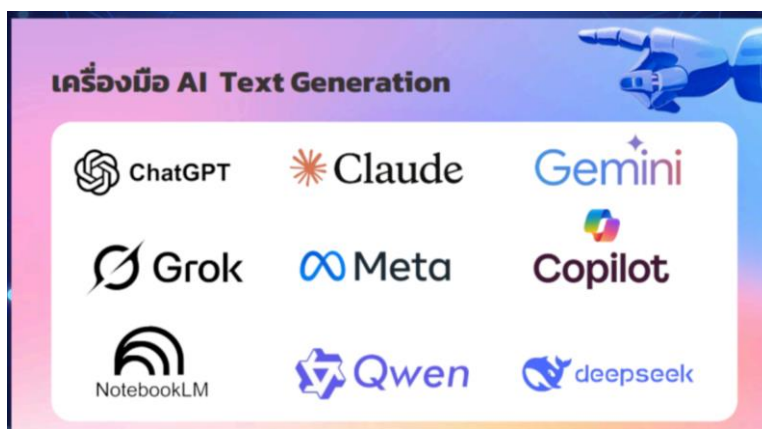 เครื่องมือ AI Text Generation
ChatGPT
Claude
Gemini
Grok
Meta
Copilot
NotebookLM
Qwen
deepseek